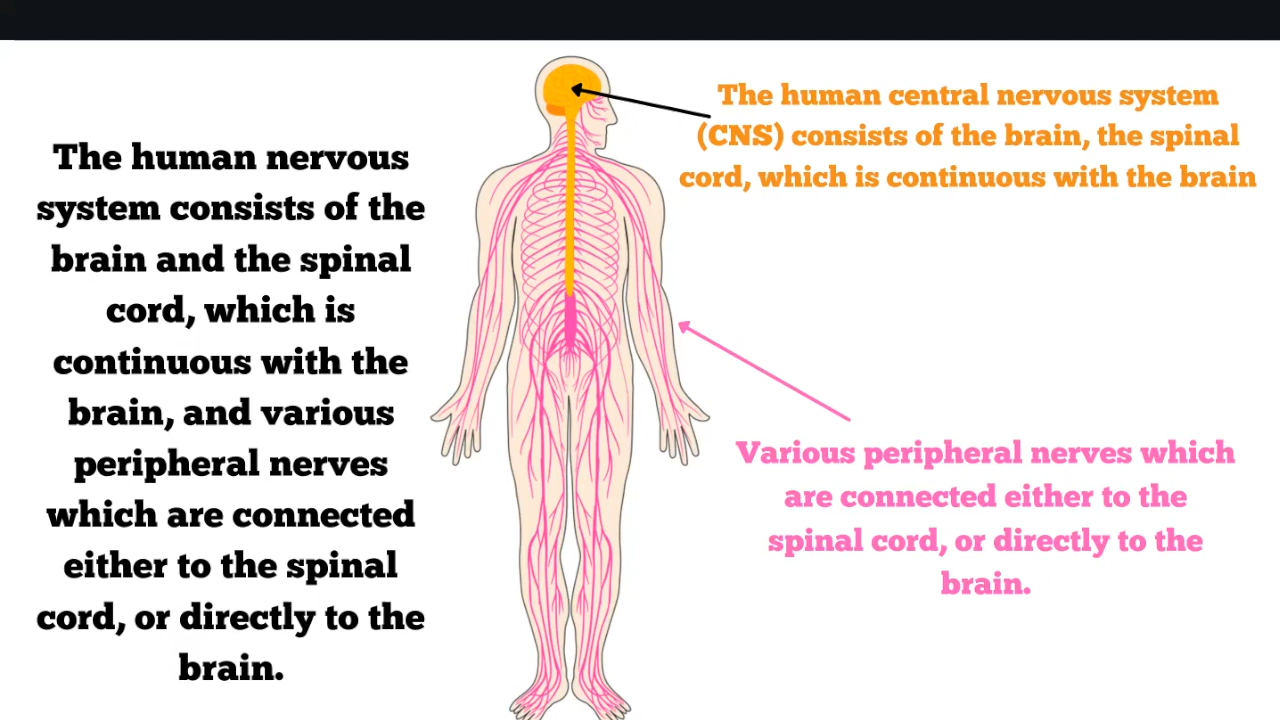 The human nervous
system consists of the
brain and the spinal
cord, which is
continuous with the
brain, and various
peripheral nerves
which are connected
either to the spinal
cord, or directly to the
brain.
The human central nervous system
(CNS) consists of the brain, the spinal
cord, which is continuous with the brain
Various peripheral nerves which
are connected either to the
spinal cord, or directly to the
brain.